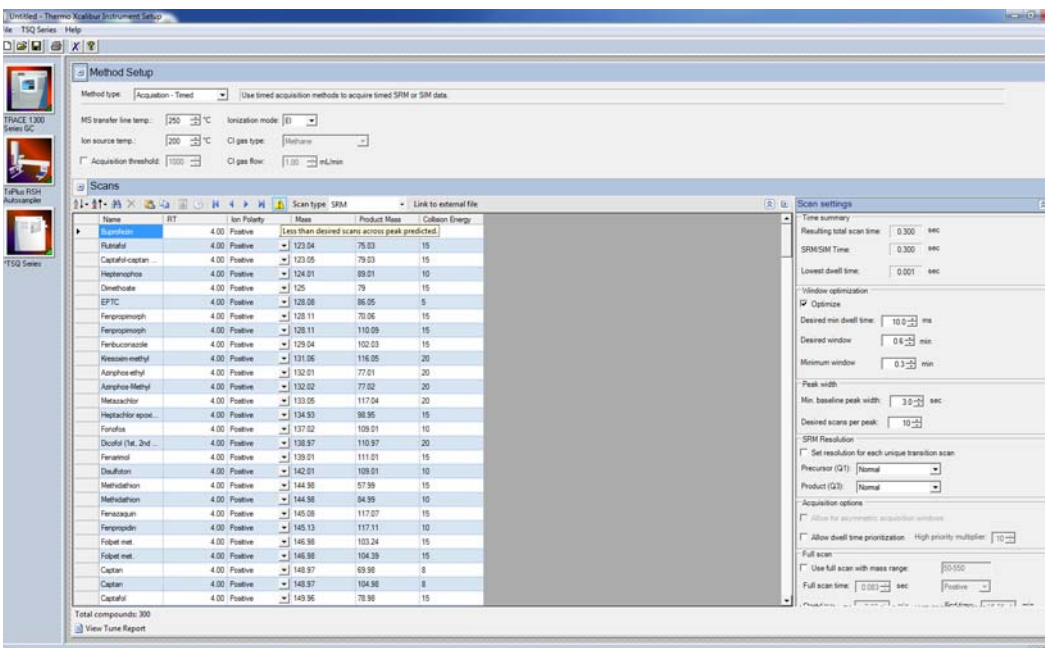 Untitled - Thermo Xcalibur Instrument Setup
File TSQ Series Help
TRACE 1300
Series GC
TriPlus RSH
Autosampler
*TSQ Series
Method Setup
Method type: Acquisition - Timed Use timed acquisition methods to acquire timed SRM or SIM data.
MS transfer line temp.: 250 °C Ionization mode: EI
Ion source temp.: 200 °C CI gas type: Methane
Acquisition threshold: 1000 CI gas flow: 1.00 mL/min
Scans
Scan type SRM Link to external file
Name RT Ion Polarity Mass Product Mass Collision Energy
Buprofezin 4.00 Positive Less than desired scans across peak predicted.
Flutriafol 4.00 Positive 123.04 75.03 15
Captafol-captan ... 4.00 Positive 123.05 79.03 15
Heptenophos 4.00 Positive 124.01 89.01 10
Dimethoate 4.00 Positive 125 79 15
EPTC 4.00 Positive 128.08 86.05 5
Fenpropimorph 4.00 Positive 128.11 70.06 15
Fenpropimorph 4.00 Positive 128.11 110.09 15
Fenbuconazole 4.00 Positive 129.04 102.03 15
Kresoxim-methyl 4.00 Positive 131.06 116.05 20
Azinphos-ethyl 4.00 Positive 132.01 77.01 20
Azinphos-Methyl 4.00 Positive 132.02 77.02 20
Metazachlor 4.00 Positive 133.05 117.04 20
Heptachlor epoxi... 4.00 Positive 134.93 98.95 15
Fonofos 4.00 Positive 137.02 109.01 10
Dicofol (1st, 2nd ... 4.00 Positive 138.97 110.97 20
Fenarimol 4.00 Positive 139.01 111.01 15
Disulfoton 4.00 Positive 142.01 109.01 10
Methidathion 4.00 Positive 144.98 57.99 15
Methidathion 4.00 Positive 144.98 84.99 10
Fenazaquin 4.00 Positive 145.08 117.07 15
Fenpropidin 4.00 Positive 145.13 117.11 10
Folpet met. 4.00 Positive 146.98 103.24 15
Folpet met. 4.00 Positive 146.98 104.39 15
Captan 4.00 Positive 148.97 69.98 8
Captan 4.00 Positive 148.97 104.98 8
Captafol 4.00 Positive 149.96 78.98 15
Total compounds: 300
View Tune Report
Scan settings
Time summary
Resulting total scan time: 0.300 sec
SRM/SIM Time: 0.300 sec
Lowest dwell time: 0.001 sec
Window optimization
Optimize
Desired min dwell time: 10.0 ms
Desired window 0.6 min
Minimum window 0.3 min
Peak width
Min. baseline peak width: 3.0 sec
Desired scans per peak: 10
SRM Resolution
Set resolution for each unique transition scan
Precursor (Q1): Normal
Product (Q3): Normal
Acquisition options
Allow for asymmetric acquisition windows
Allow dwell time prioritization High priority multiplier: 10
Full scan
Use full scan with mass range: 50-550
Full scan time: 0.083 sec Positive